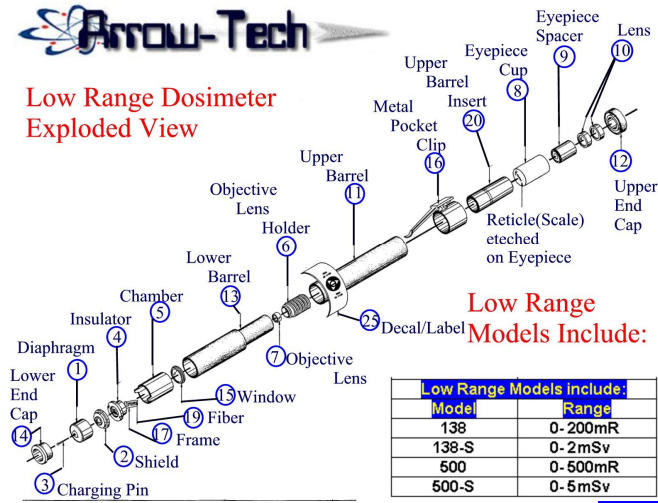 Arrow-Tech
Low Range Dosimeter
Exploded View
Eyepiece
Spacer
9
Lens
10
Upper
Barrel
Insert
20
Eyepiece
Cup
8
Metal
Pocket
Clip
16
12
Upper
End
Cap
Upper
Barrel
11
Reticle(Scale)
eteched
on Eyepiece
Objective
Lens
Holder
6
Lower
Barrel
13
Chamber
5
Insulator
4
Diaphragm
1
Lower
End
Cap
14
25 Decal/Label
7 Objective
Lens
15 Window
19 Fiber
17 Frame
2 Shield
3 Charging Pin
Low Range
Models Include:
Low Range Models include:
Model Range
138 0-200mR
138-S 0-2mSv
500 0-500mR
500-S 0-5mSv